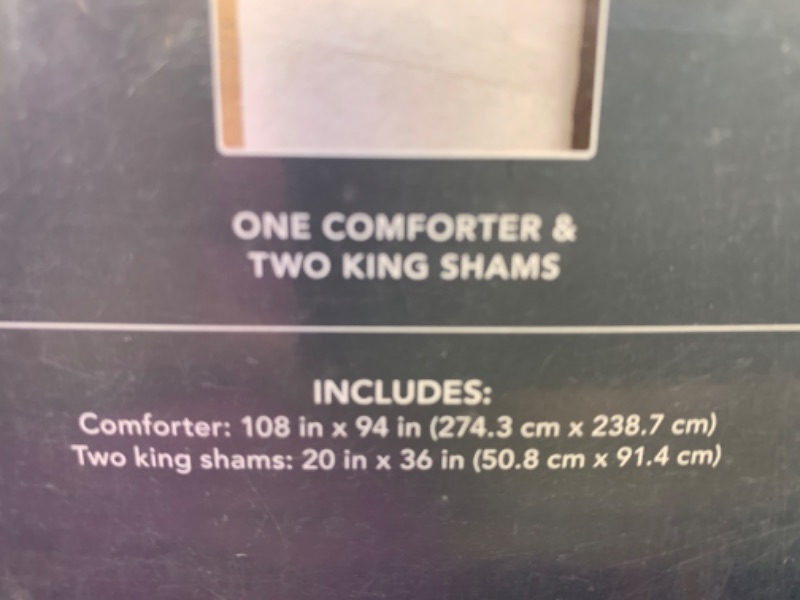 ONE COMFORTER &
TWO KING SHAMS
INCLUDES:
Comforter: 108 in x 94 in (274.3 cm x 238.7 cm)
Two king shams: 20 in x 36 in (50.8 cm x 91.4 cm)